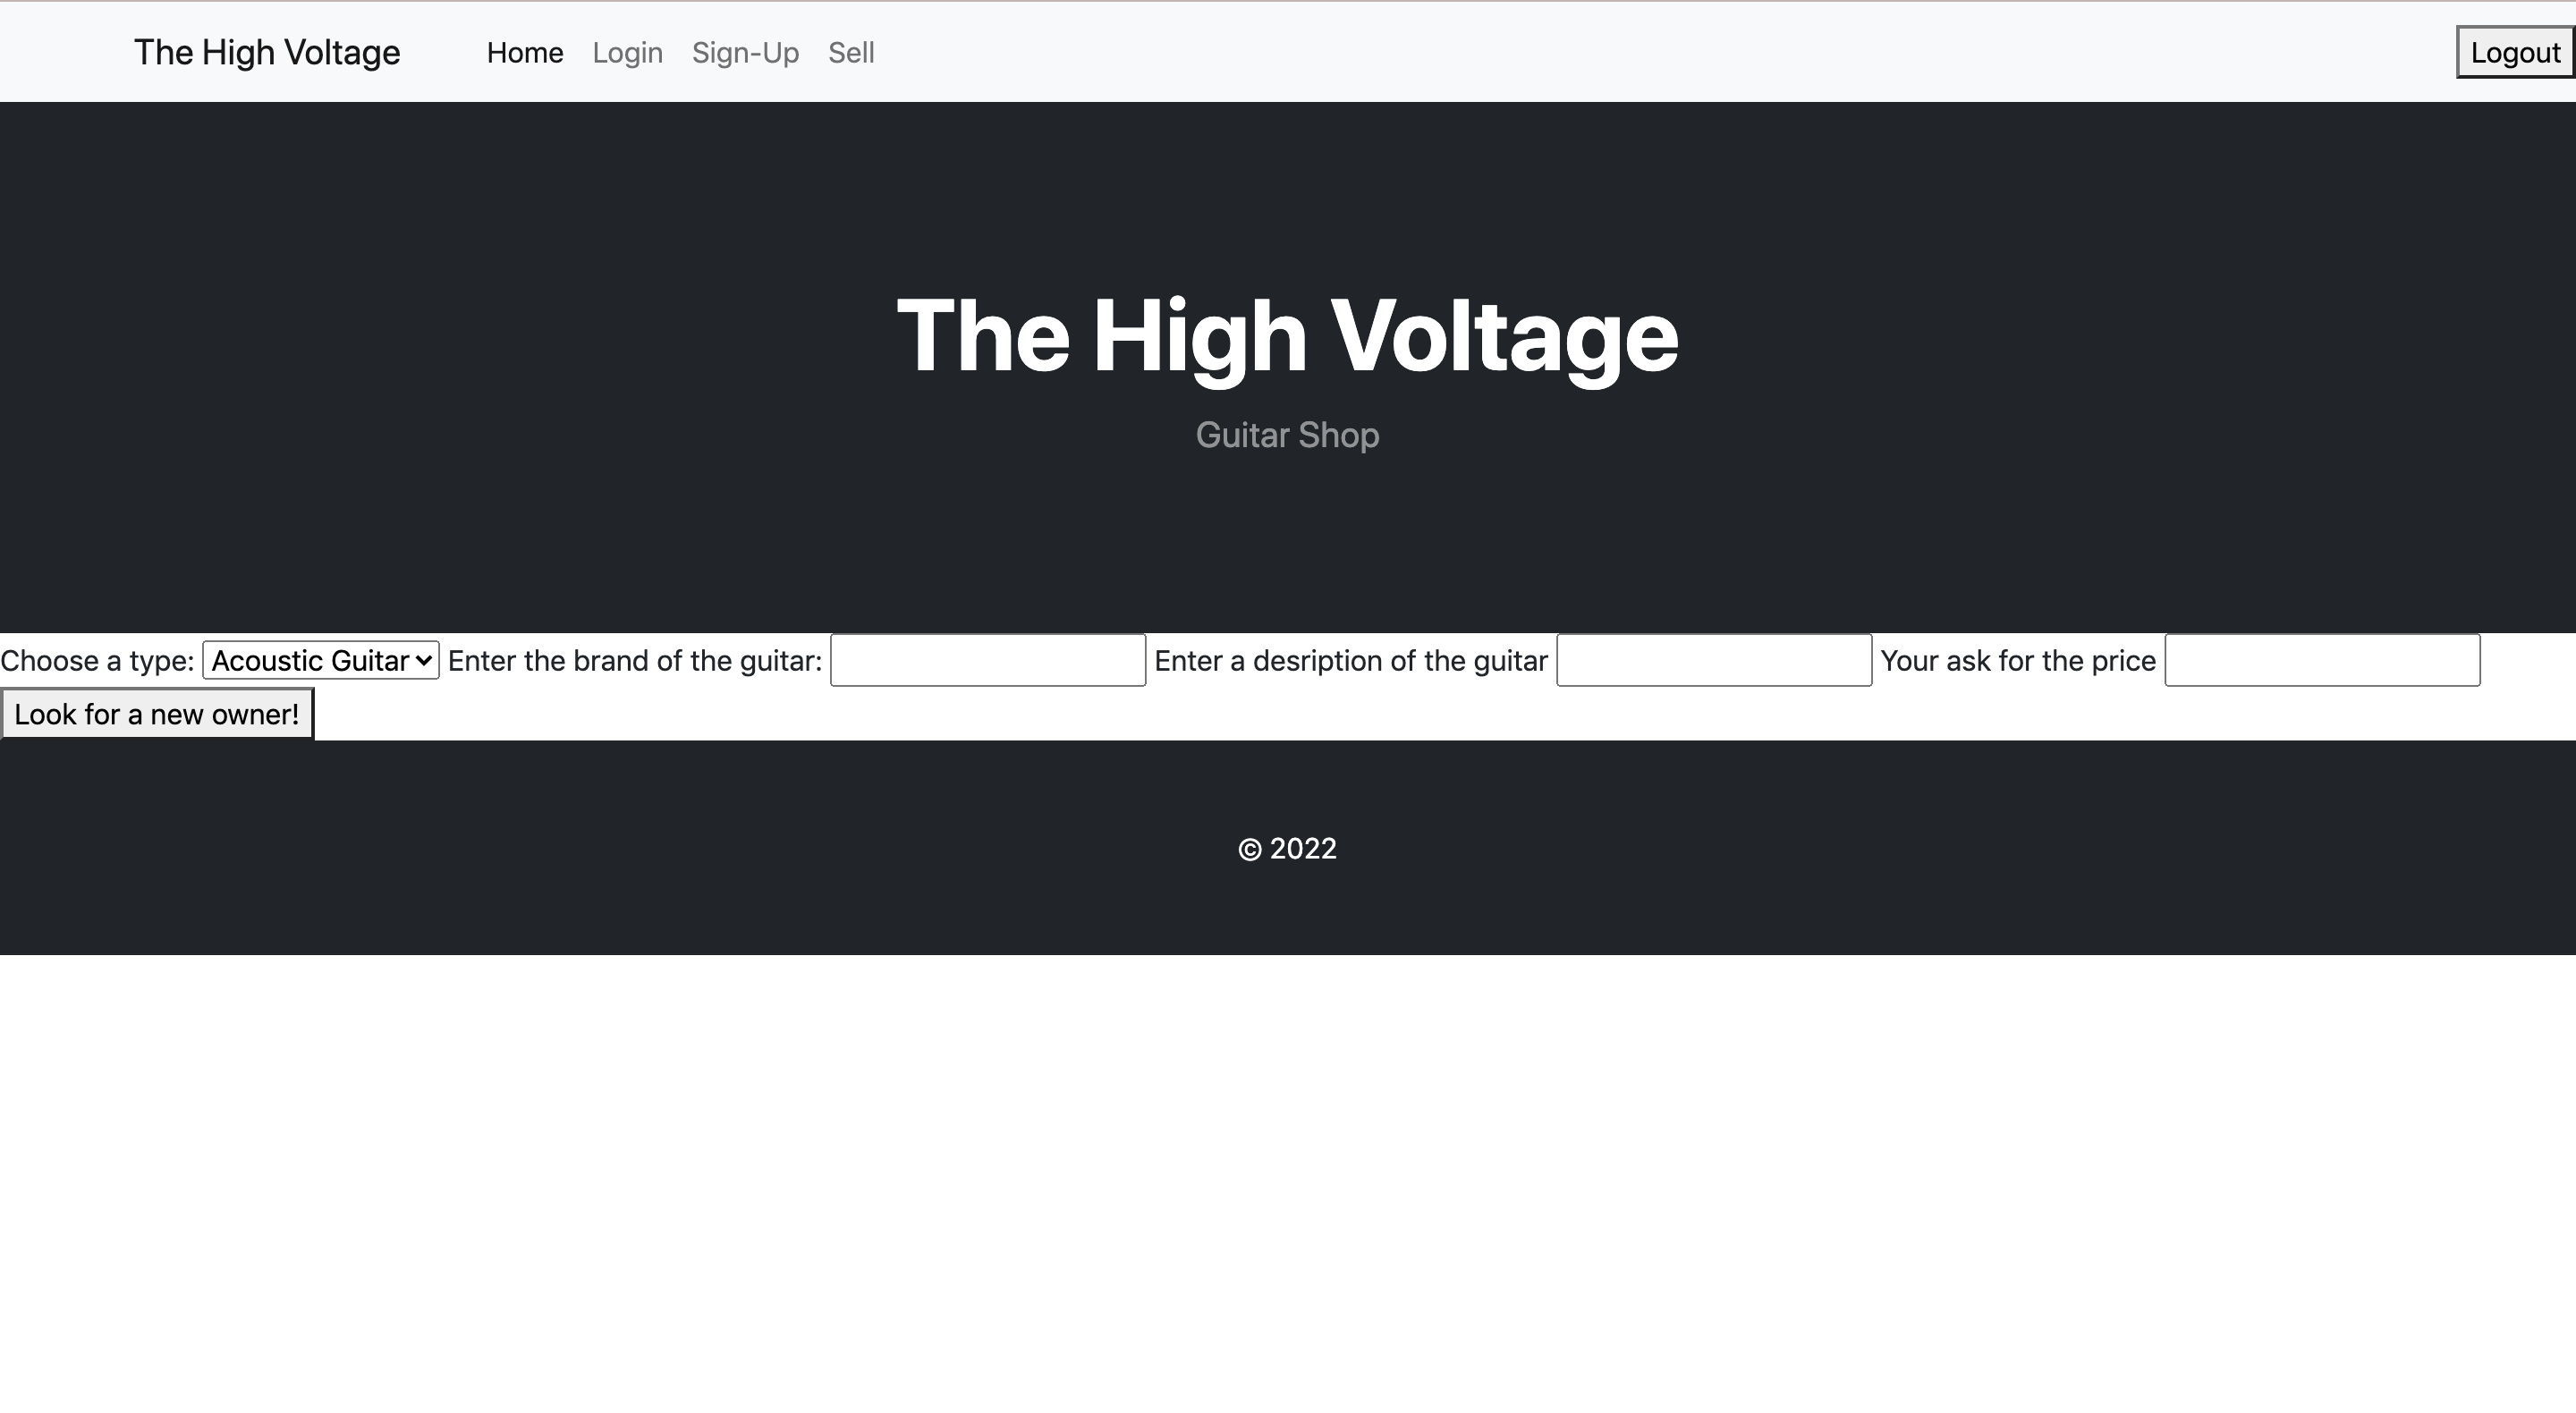 The High Voltage Home Login Sign-Up Sell Logout
The High Voltage
Guitar Shop
Choose a type: Acoustic Guitar Enter the brand of the guitar: Enter a desription of the guitar Your ask for the price
Look for a new owner!
© 2022